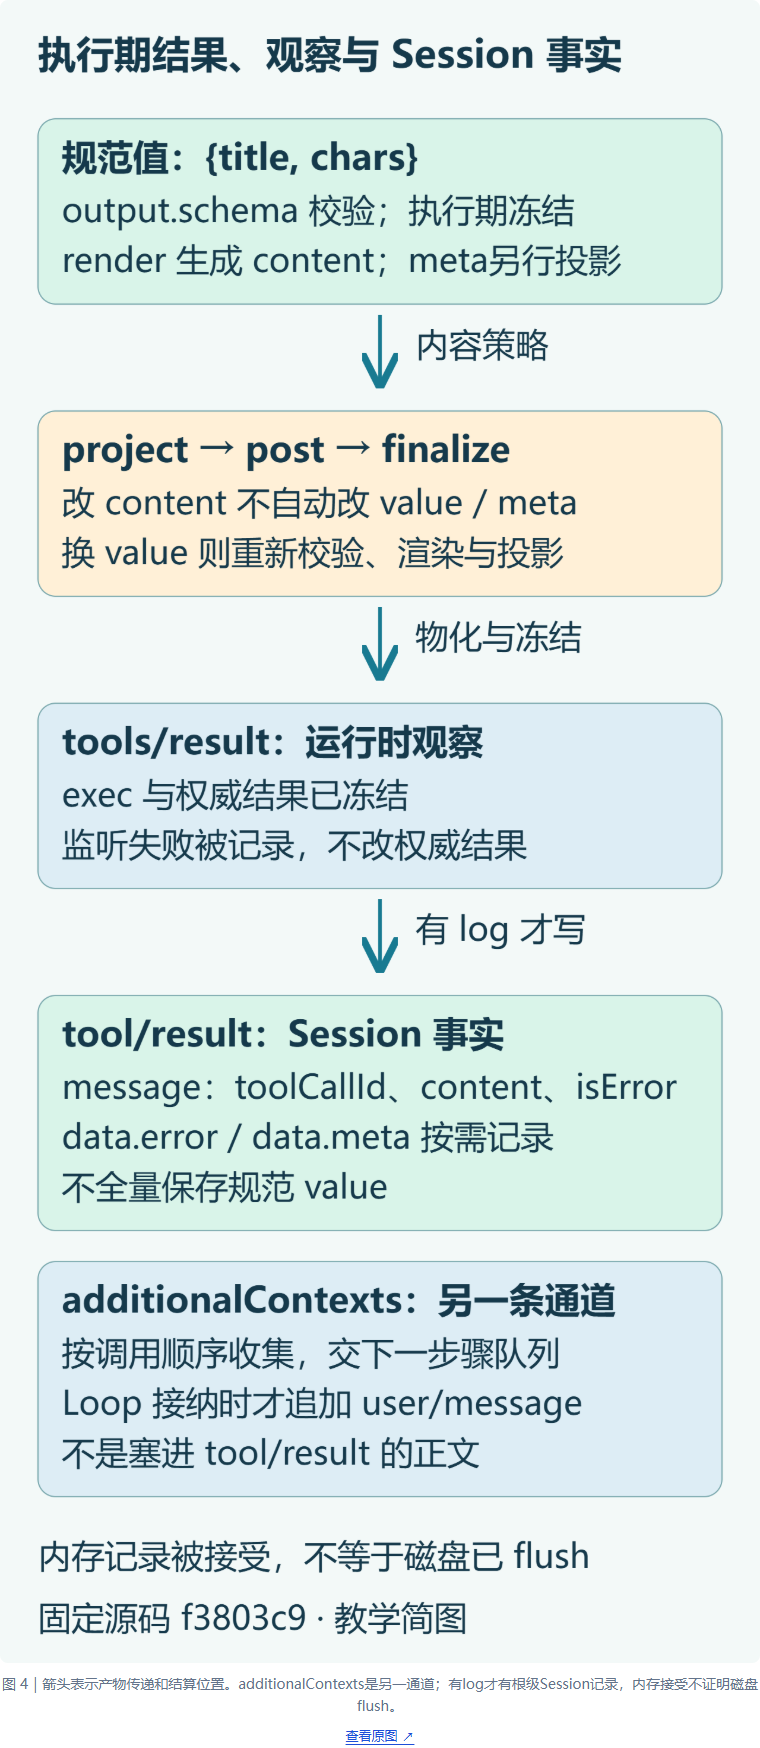 执行期结果、观察与 Session 事实
规范值：{title, chars}
output.schema 校验；执行期冻结
render 生成 content；meta另行投影
内容策略
project → post → finalize
改 content 不自动改 value / meta
换 value 则重新校验、渲染与投影
物化与冻结
tools/result：运行时观察
exec 与权威结果已冻结
监听失败被记录，不改权威结果
有 log 才写
tool/result：Session 事实
message：toolCallId、content、isError
data.error / data.meta 按需记录
不全量保存规范 value
additionalContexts：另一条通道
按调用顺序收集，交下一步骤队列
Loop 接纳时才追加 user/message
不是塞进 tool/result 的正文
内存记录被接受，不等于磁盘已 flush
固定源码 f3803c9 · 教学简图
图 4｜箭头表示产物传递和结算位置。additionalContexts是另一通道；有log才有根级Session记录，内存接受不证明磁盘
flush。
查看原图 ↗